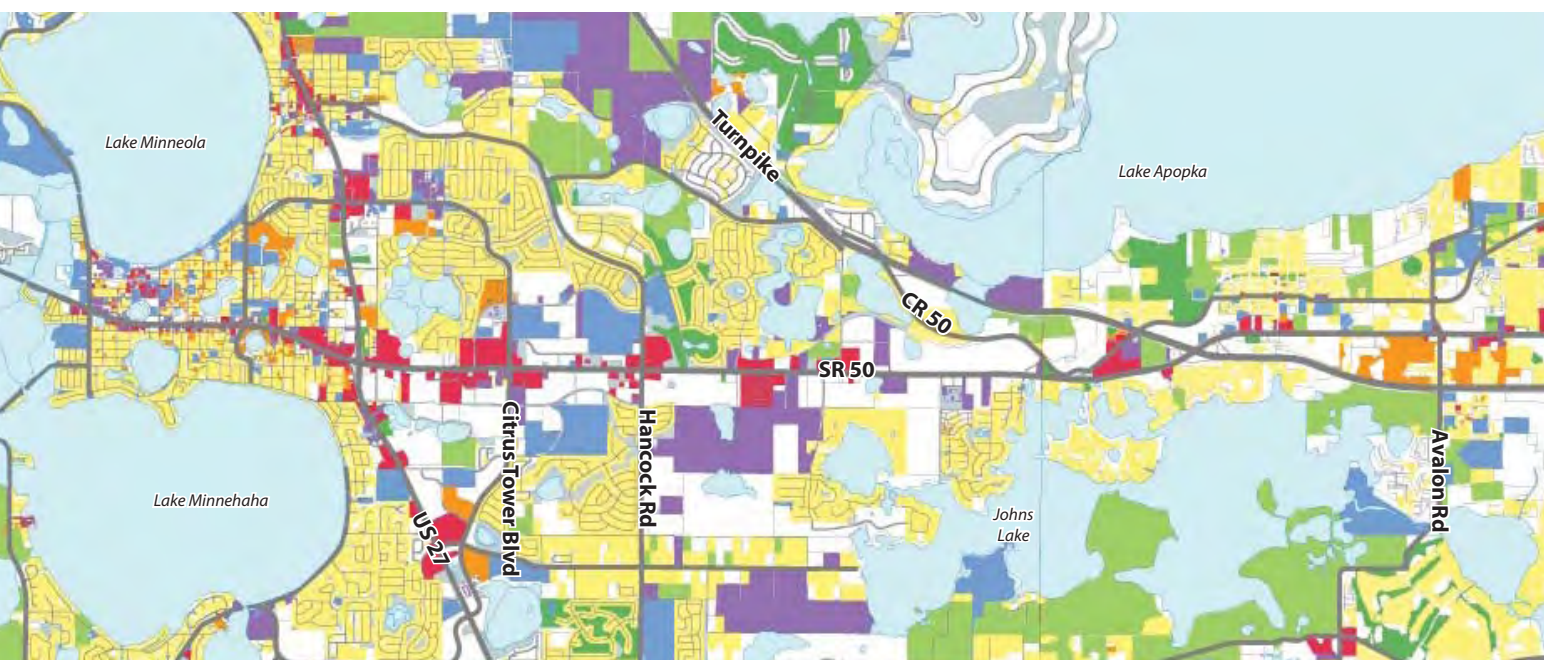 Lake Minneola
Turnpike
Lake Apopka
CR 50
SR 50
Citrus Tower Blvd
Hancock Rd
Avalon Rd
Lake Minnehaha
US 27
Johns
Lake